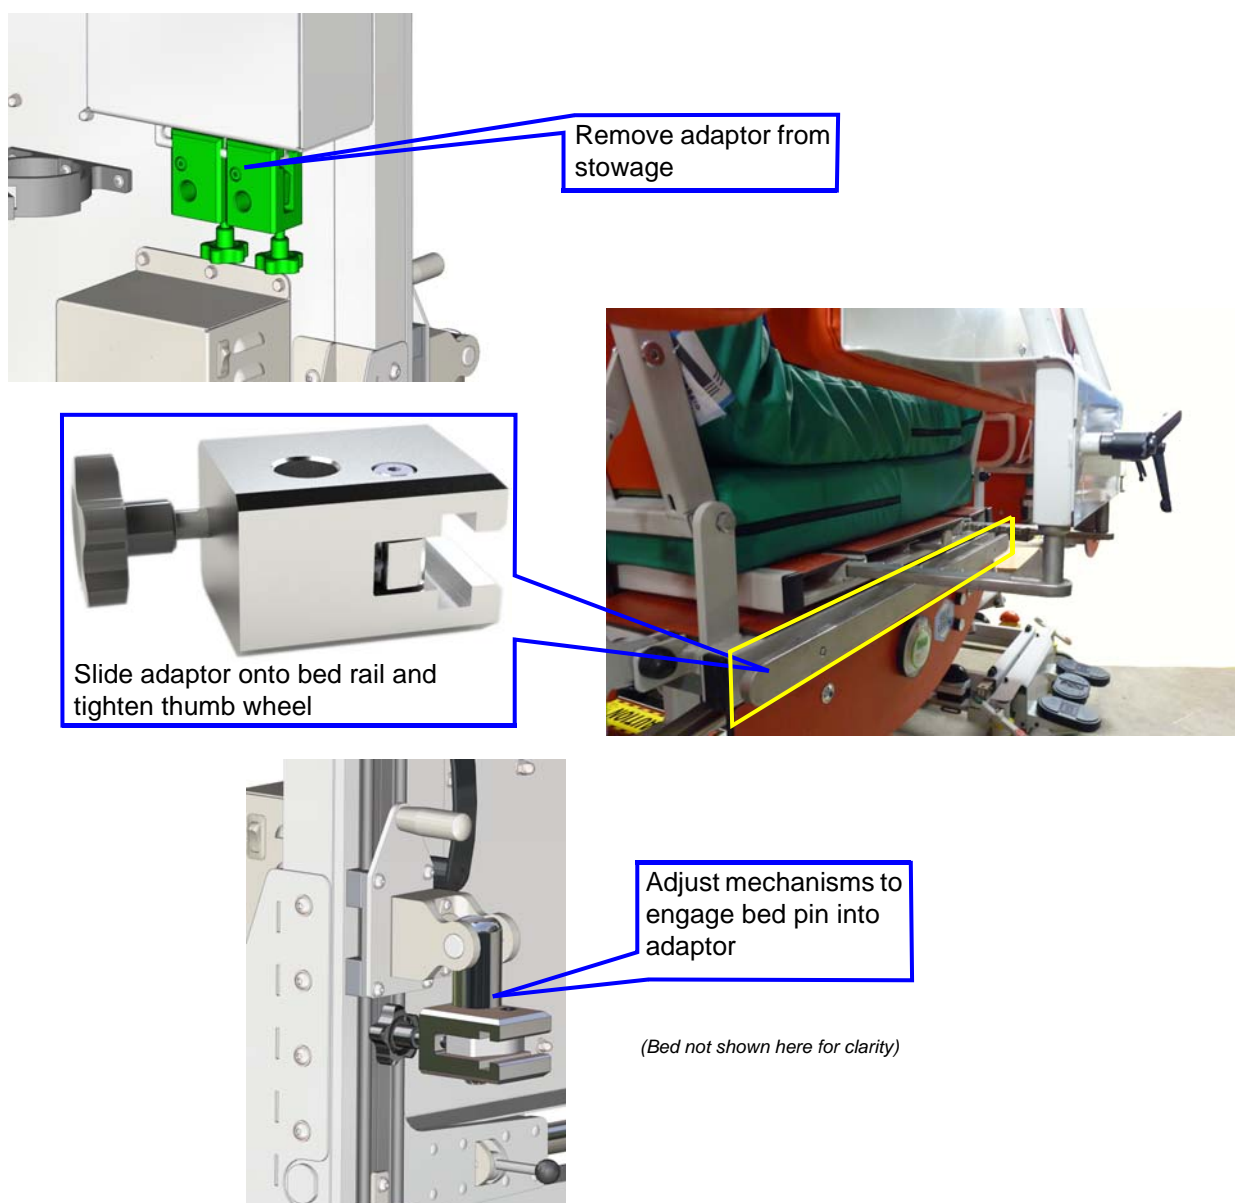 Remove adaptor from
stowage
Slide adaptor onto bed rail and
tighten thumb wheel
Adjust mechanisms to
engage bed pin into
adaptor
(Bed not shown here for clarity)